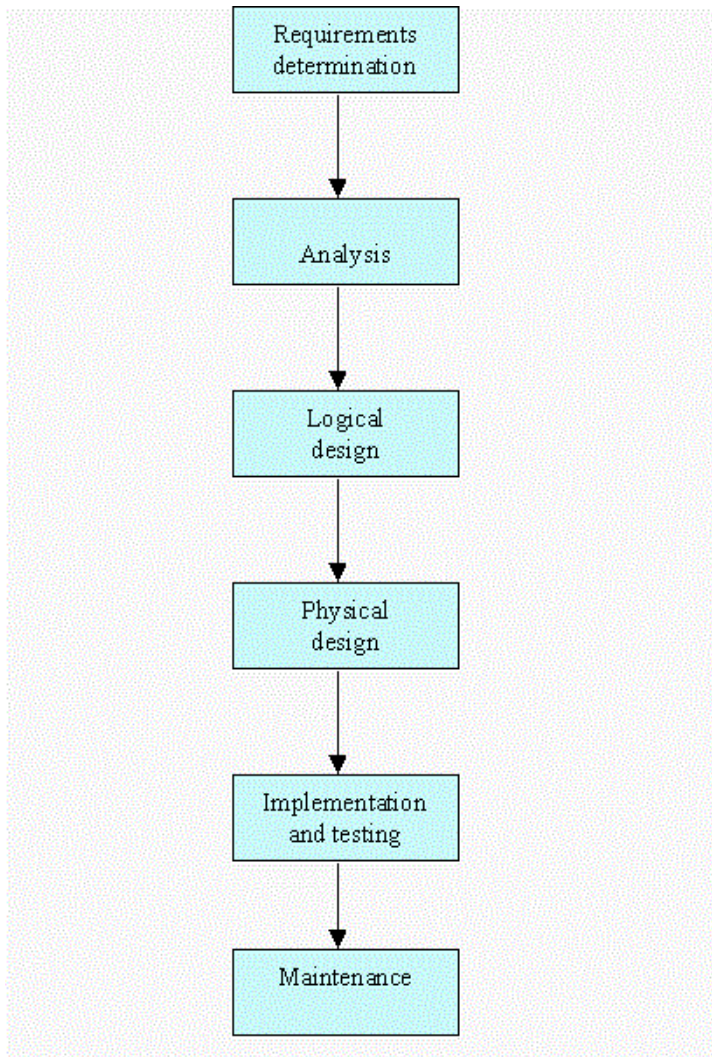 Requirements
determination
Analysis
Logical
design
Physical
design
Implementation
and testing
Maintenance